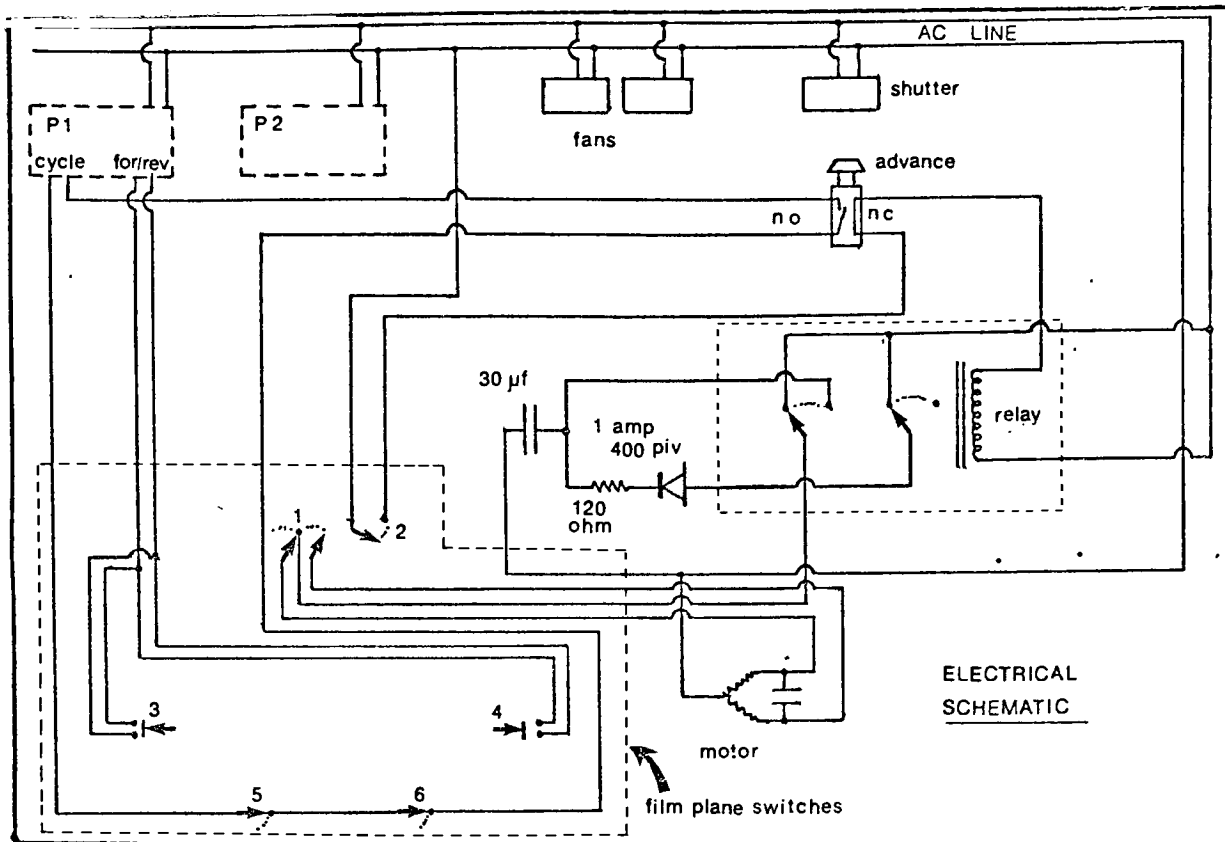 AC LINE
P1
P2
shutter
fans
cycle for/rev
advance
no nc
30 µf
relay
1 amp
400 piv
120
ohm
1
2
3
4
ELECTRICAL
SCHEMATIC
motor
5
6
film plane switches